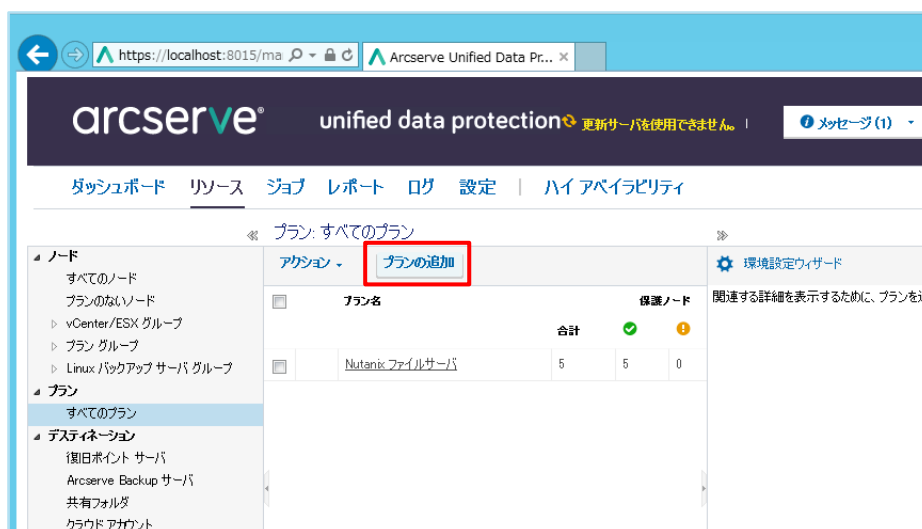 https://localhost:8015/ma
Arcserve Unified Data Pr...
arcserve® unified data protection 更新サーバを使用できません。 | メッセージ(1)
ダッシュボード リソース ジョブ レポート ログ 設定 | ハイ アベイラビリティ
プラン: すべてのプラン
アクション プランの追加
環境設定ウィザード
ノード
すべてのノード
プランのないノード
vCenter/ESX グループ
プラン グループ
Linux バックアップ サーバ グループ
プラン
すべてのプラン
デスティネーション
復旧ポイント サーバ
Arcserve Backup サーバ
共有フォルダ
クラウド アカウント
プラン名 保護ノード
合計
Nutanix ファイルサーバ 5 5 0
関連する詳細を表示するために、プランを